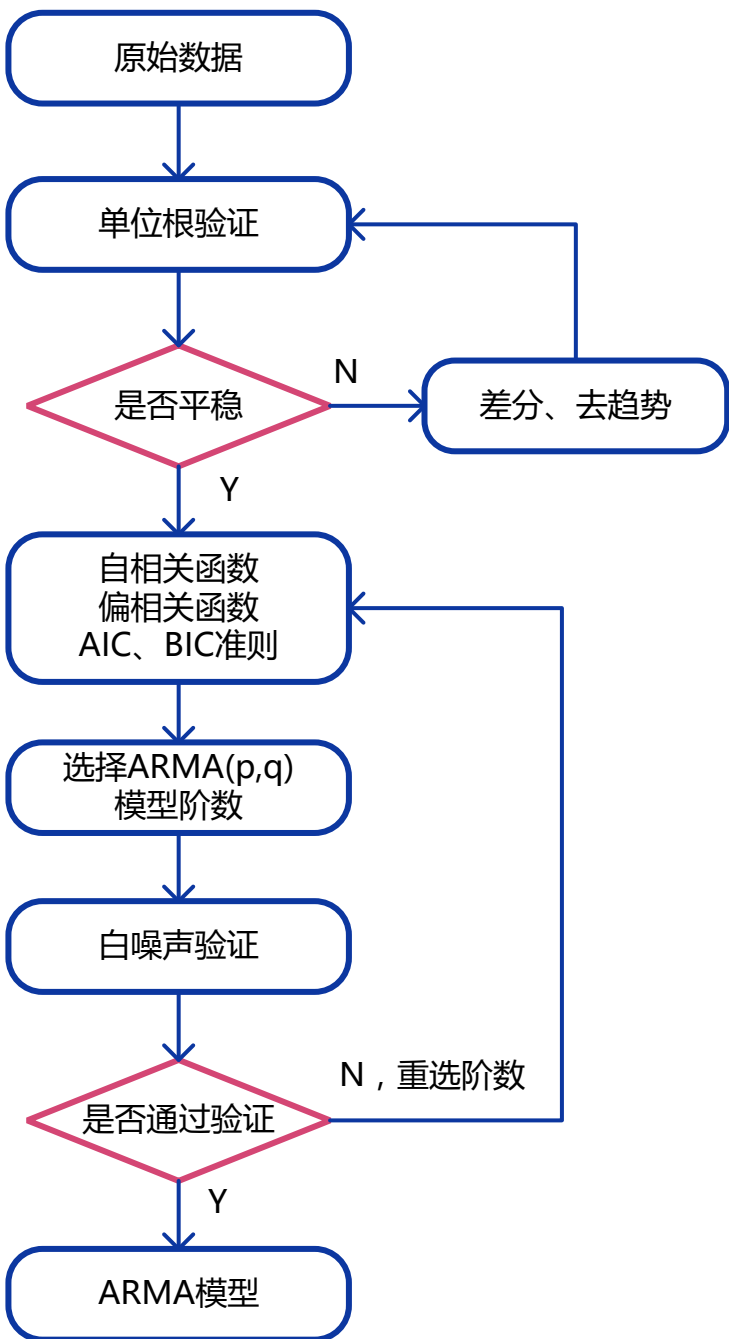 原始数据
单位根验证
是否平稳
N
差分、去趋势
Y
自相关函数
偏相关函数
AIC、BIC准则
选择ARMA(p,q)
模型阶数
白噪声验证
N，重选阶数
是否通过验证
Y
ARMA模型